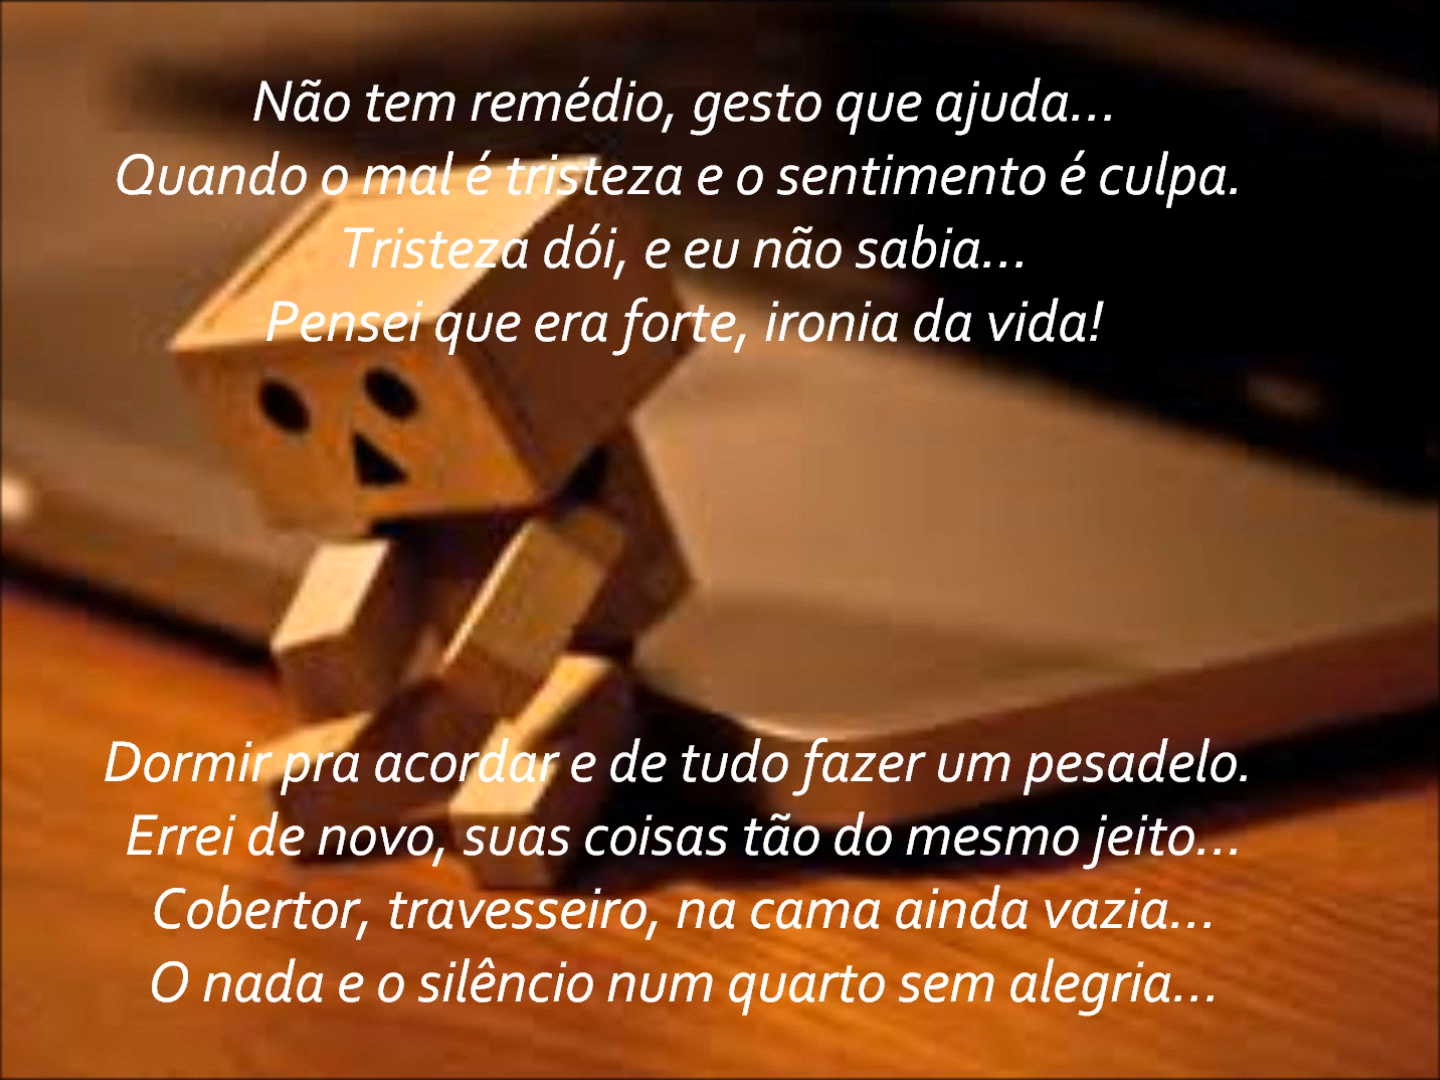 Não tem remédio, gesto que ajuda...
Quando o mal é tristeza e o sentimento é culpa.
Tristeza dói, e eu não sabia...
Pensei que era forte, ironia da vida!
Dormir pra acordar e de tudo fazer um pesadelo.
Errei de novo, suas coisas tão do mesmo jeito...
Cobertor, travesseiro, na cama ainda vazia...
O nada e o silêncio num quarto sem alegria...